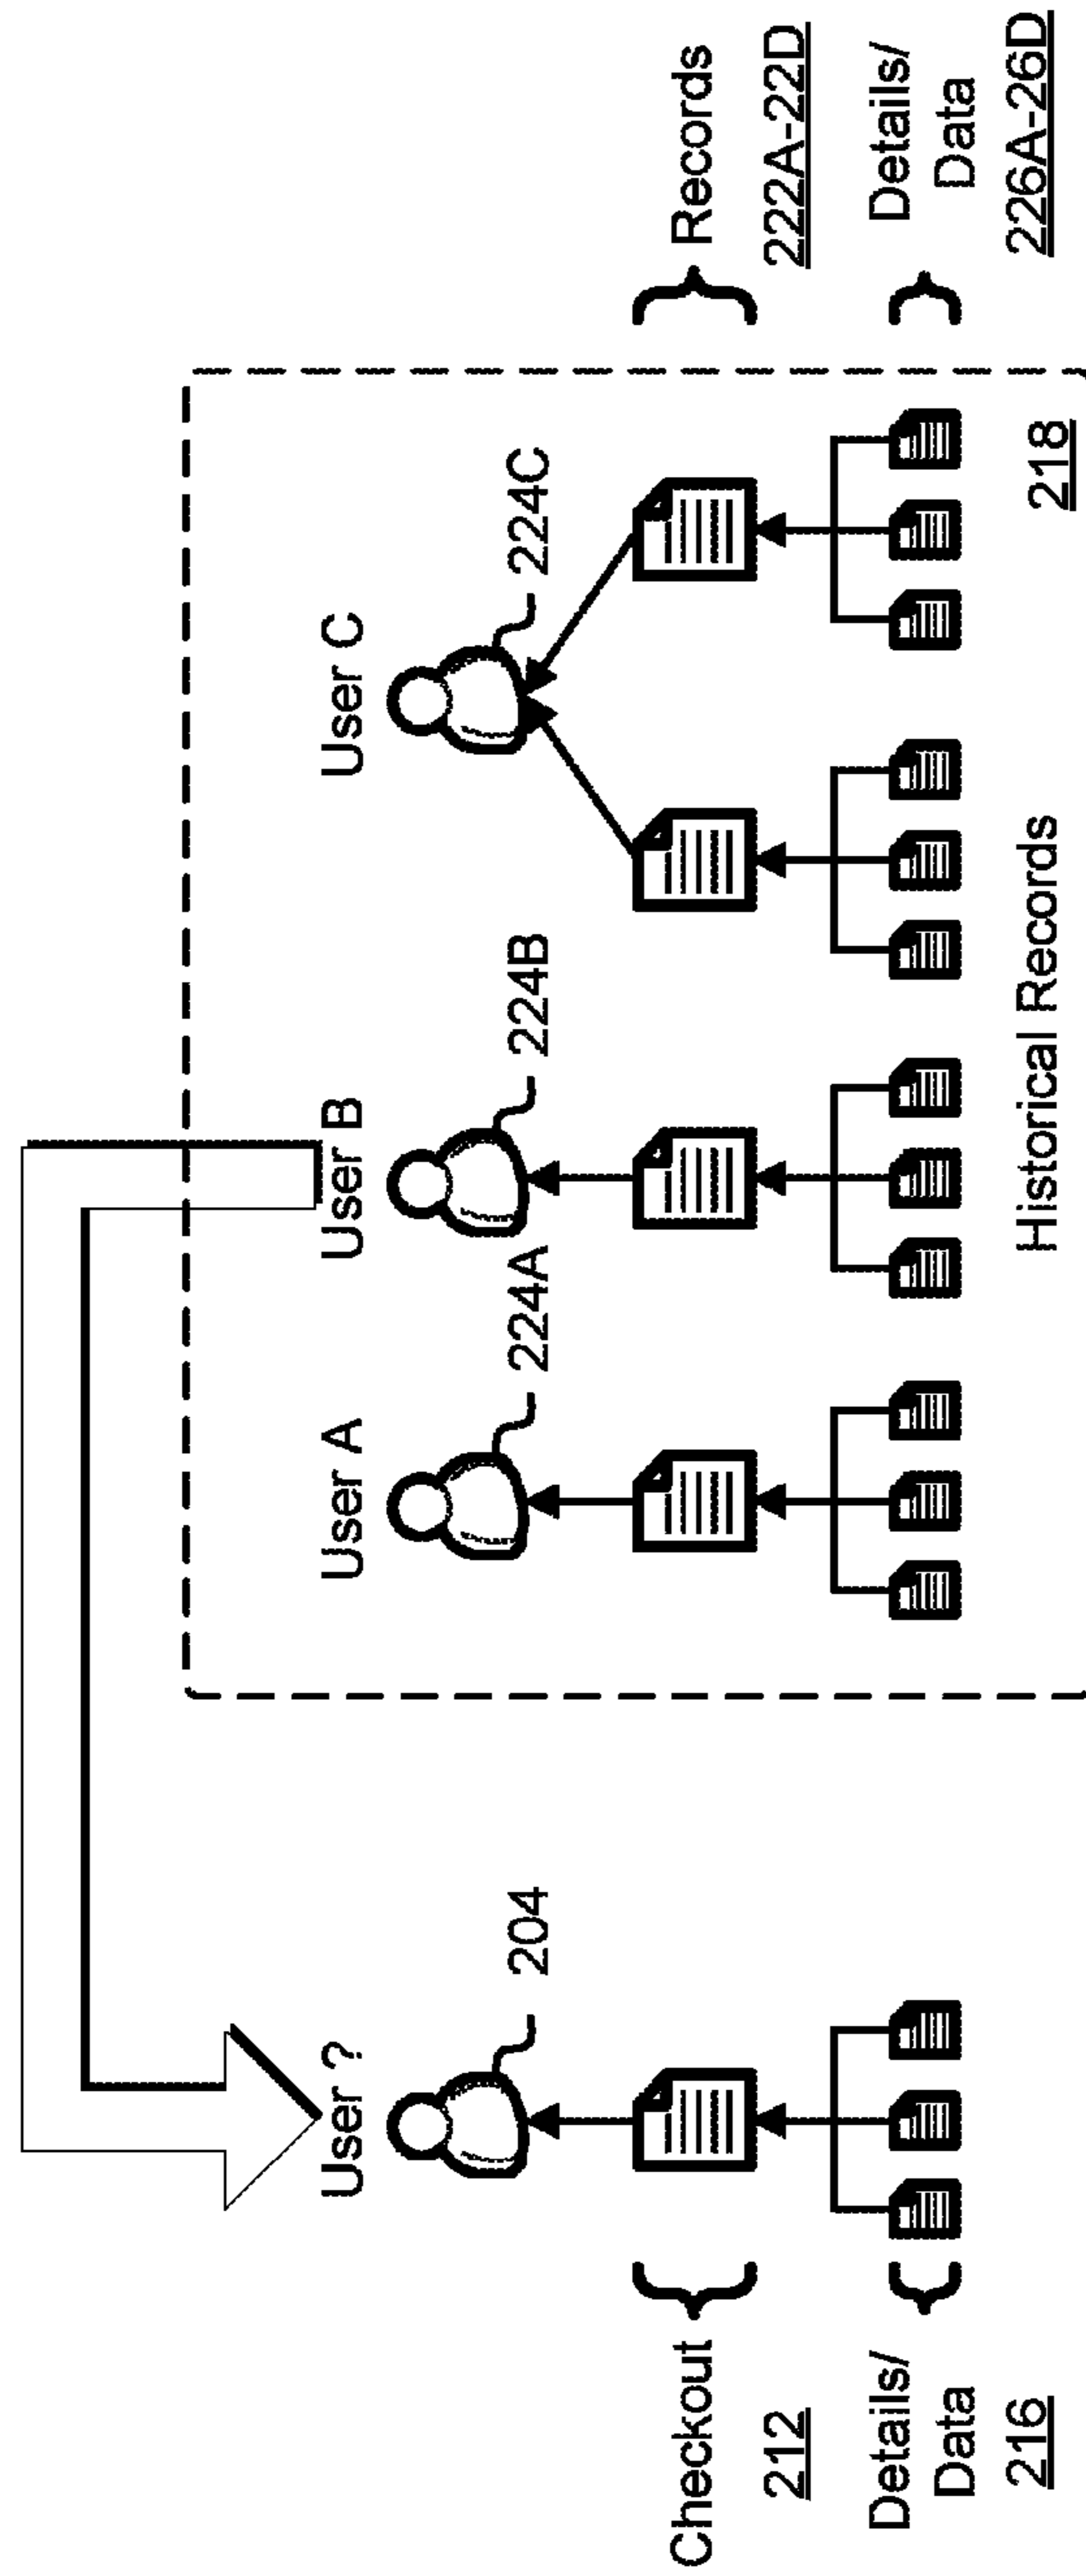 User ?
204
User A
224A
User B
224B
User C
224C
Checkout
212
Records
222A-22D
Details/
Data
216
Details/
Data
226A-26D
Historical Records
218